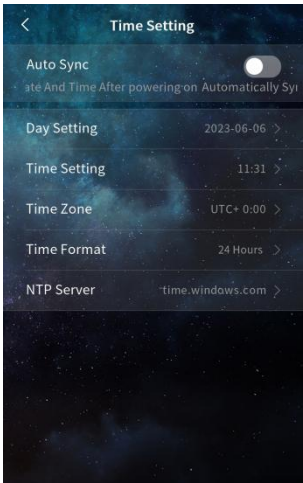 Time Setting
Auto Sync
ate And Time After powering on Automatically Syn
Day Setting 2023-06-06
Time Setting 11:31
Time Zone UTC+ 0:00
Time Format 24 Hours
NTP Server time.windows.com